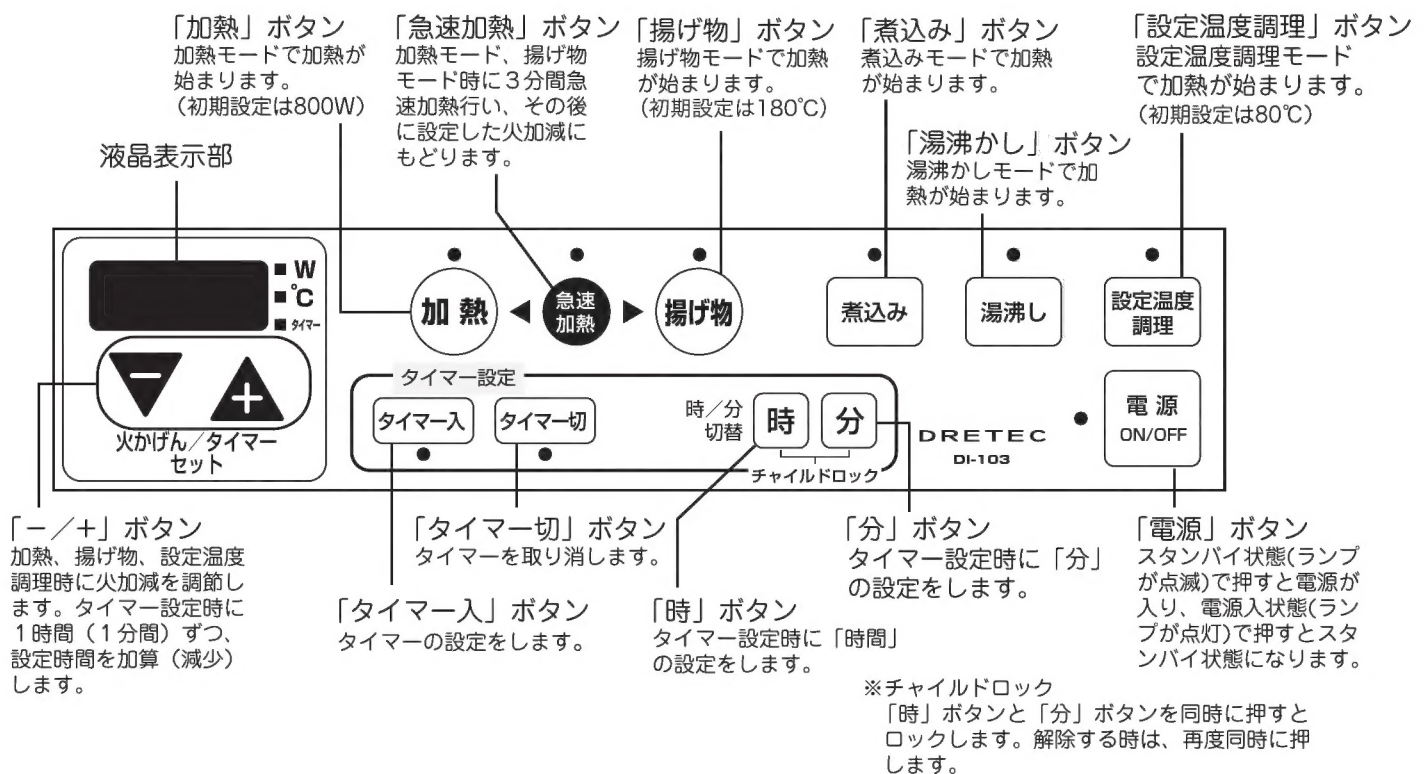 「加熱」ボタン
加熱モードで加熱が
始まります。
(初期設定は800W)
「急速加熱」ボタン
加熱モード、揚げ物
モード時に3分間急
速加熱行い、その後
に設定した火加減に
もどります。
「揚げ物」ボタン
揚げ物モードで加熱
が始まります。
(初期設定は180℃)
「煮込み」ボタン
煮込みモードで加熱
が始まります。
「設定温度調理」ボタン
設定温度調理モード
で加熱が始まります。
(初期設定は80℃)
「湯沸かし」ボタン
湯沸かしモードで加
熱が始まります。
液晶表示部
■ W
■ ℃
■ タイマー
加 熱
◀
急速
加熱
▶
揚げ物
煮込み
湯沸し
設定温度
調理
−
+
火かげん/タイマー
セット
タイマー設定
タイマー入
タイマー切
時/分
切替
時
分
チャイルドロック
DRETEC
DI-103
電 源
ON/OFF
「−/+」ボタン
加熱、揚げ物、設定温度
調理時に火加減を調節し
ます。タイマー設定時に
1時間(1分間)ずつ、
設定時間を加算(減少)
します。
「タイマー入」ボタン
タイマーの設定をします。
「タイマー切」ボタン
タイマーを取り消します。
「時」ボタン
タイマー設定時に「時間」
の設定をします。
「分」ボタン
タイマー設定時に「分」
の設定をします。
「電源」ボタン
スタンバイ状態(ランプ
が点滅)で押すと電源が
入り、電源入状態(ラン
プが点灯)で押すとスタ
ンバイ状態になります。
※チャイルドロック
「時」ボタンと「分」ボタンを同時に押すと
ロックします。解除する時は、再度同時に押
します。